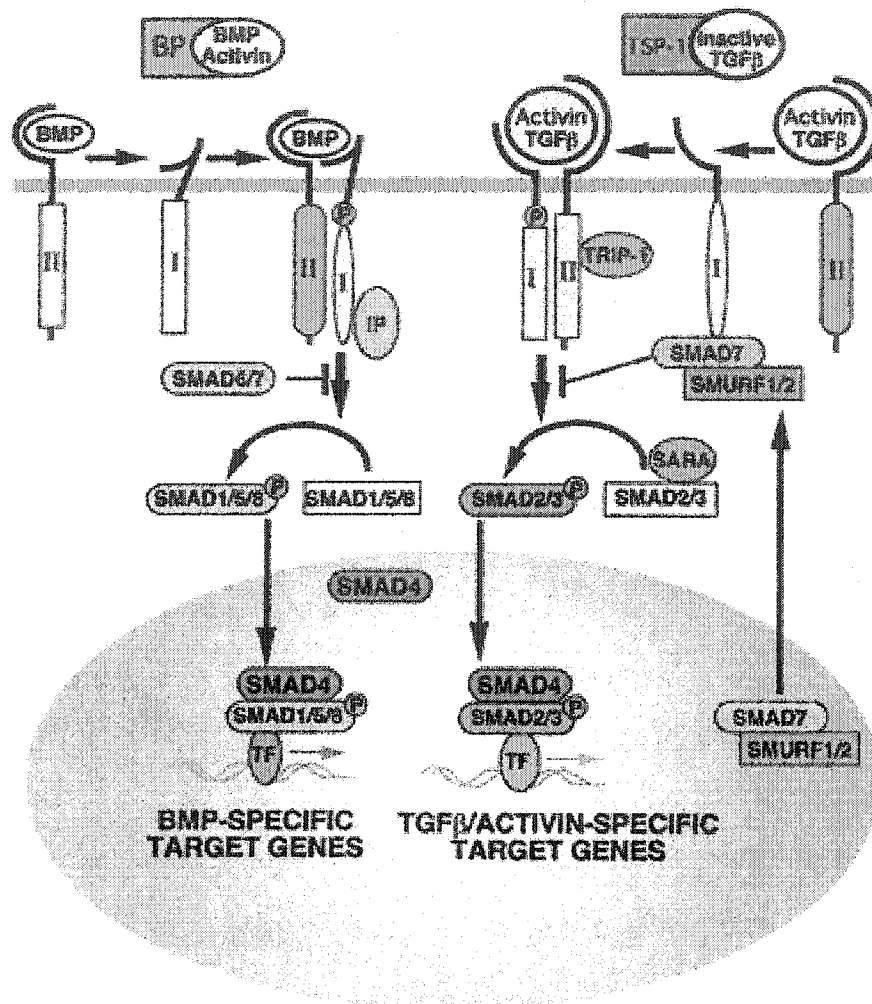 BP
BMP
Activin
TSP-1
Inactive
TGFβ
BMP
BMP
Activin
TGFβ
Activin
TGFβ
II
I
P
II
I
IP
P
I
II
TRIP-1
I
II
SMAD6/7
SMAD7
SMURF1/2
SMAD1/5/8
P
SMAD1/5/8
SMAD2/3
P
SARA
SMAD2/3
SMAD4
SMAD4
SMAD1/5/8
P
TF
SMAD4
SMAD2/3
P
TF
SMAD7
SMURF1/2
BMP-SPECIFIC
TARGET GENES
TGFβ/ACTIVIN-SPECIFIC
TARGET GENES